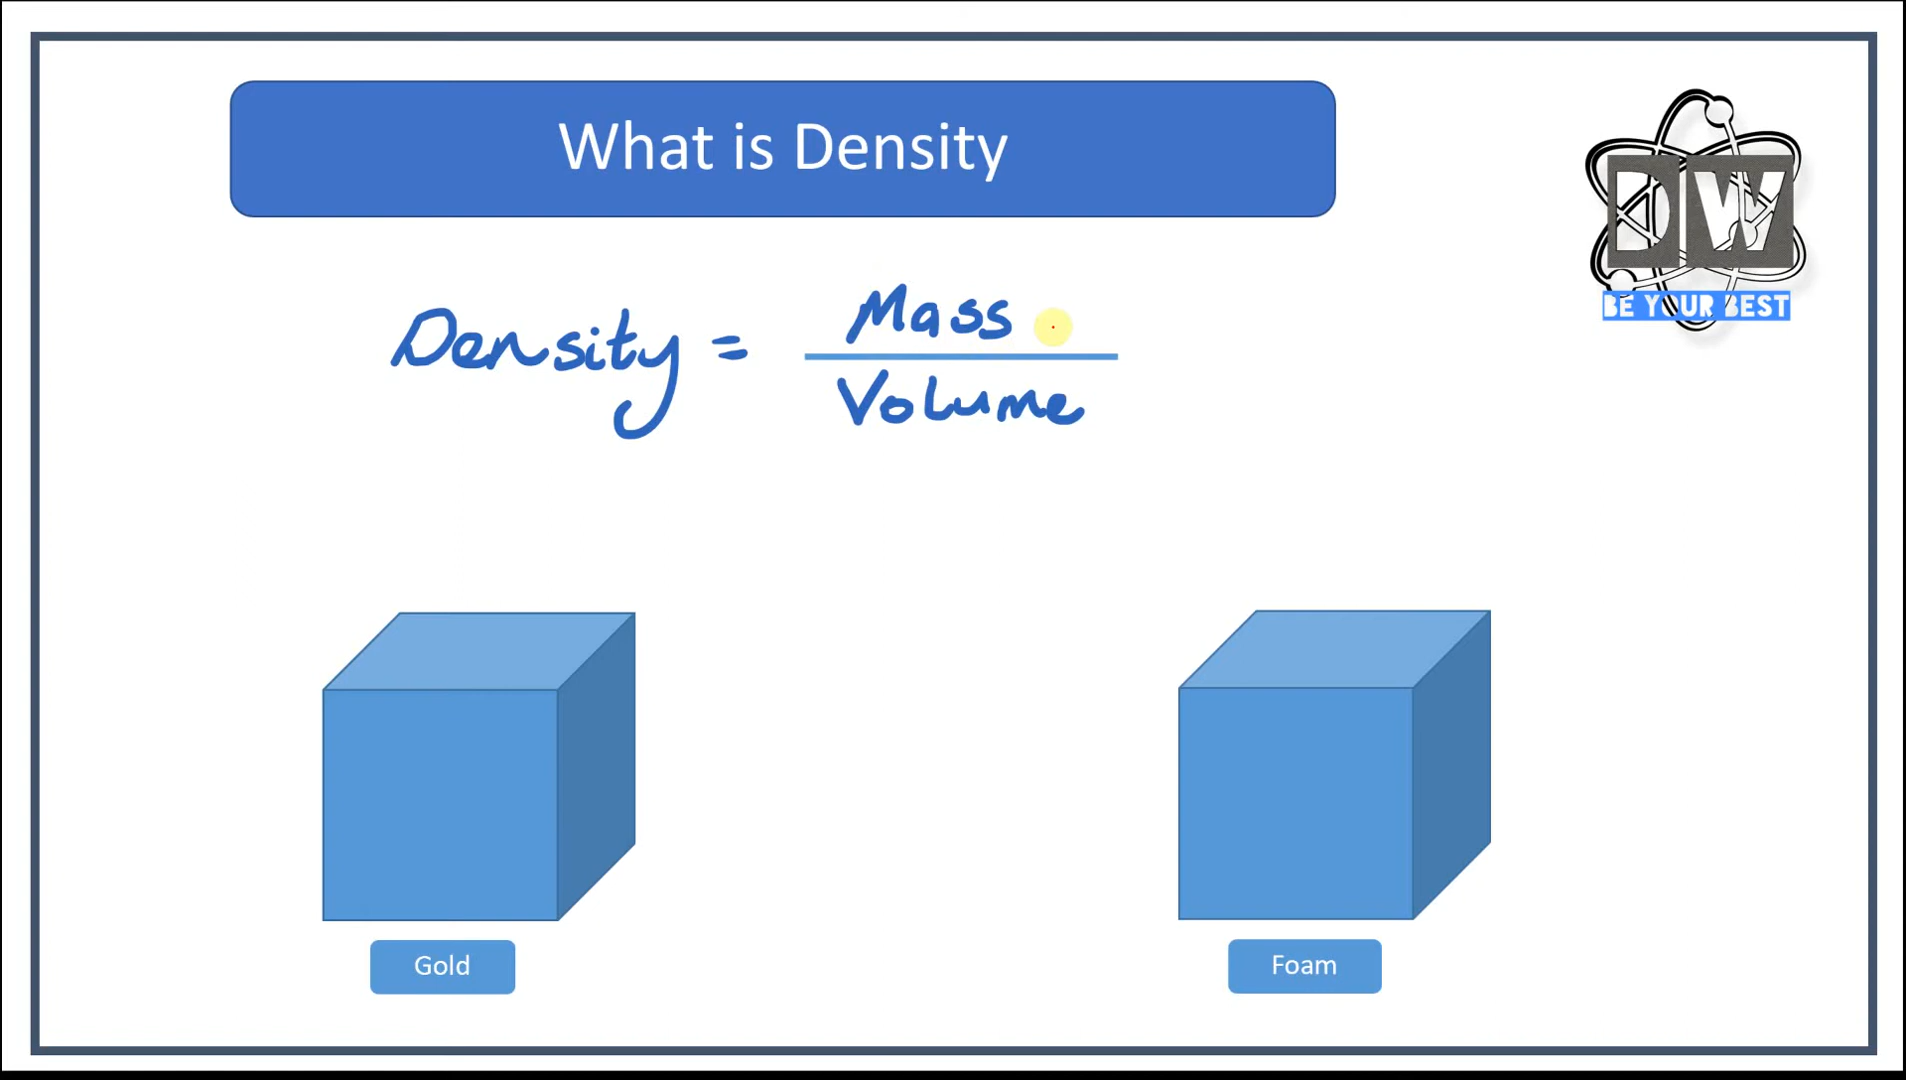 What is Density
DW
BE YOUR BEST
Density = Mass
Volume
Gold
Foam